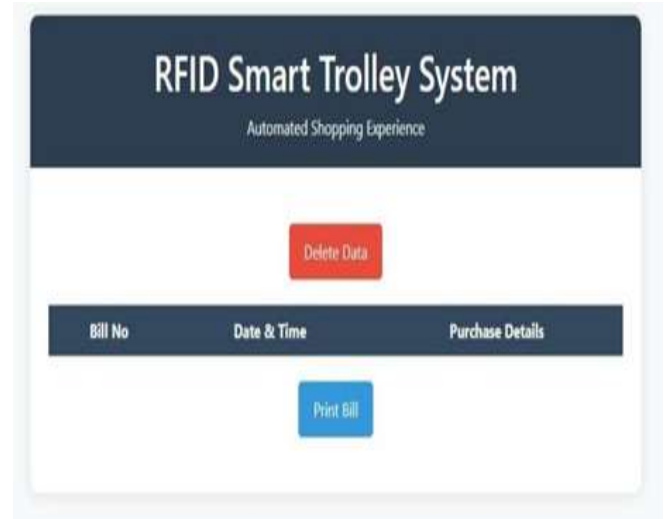 RFID Smart Trolley System
Automated Shopping Experience
Delete Data
Bill No Date & Time Purchase Details
Print Bill